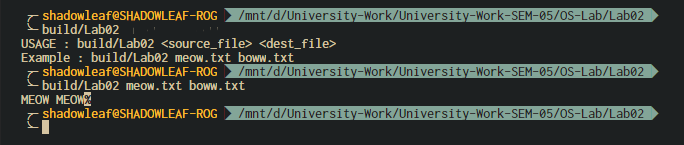 shadowleaf@SHADOWLEAF-ROG /mnt/d/University-Work/University-Work-SEM-05/OS-Lab/Lab02
build/Lab02
USAGE : build/Lab02 <source_file> <dest_file>
Example : build/Lab02 meow.txt boww.txt
shadowleaf@SHADOWLEAF-ROG /mnt/d/University-Work/University-Work-SEM-05/OS-Lab/Lab02
build/Lab02 meow.txt boww.txt
MEOW MEOW%
shadowleaf@SHADOWLEAF-ROG /mnt/d/University-Work/University-Work-SEM-05/OS-Lab/Lab02